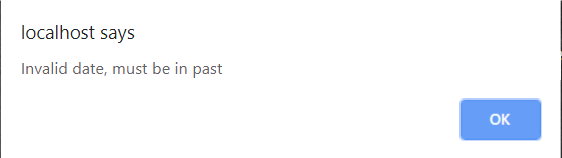 localhost says
Invalid date, must be in past
OK